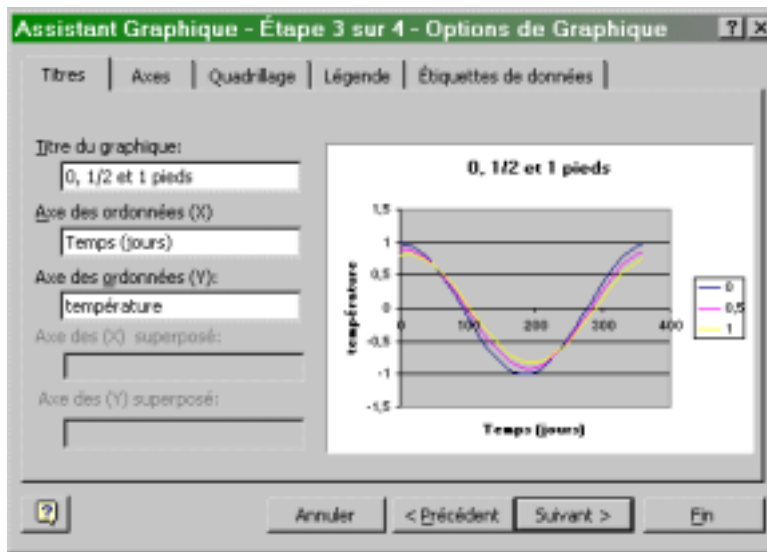 Assistant Graphique - Étape 3 sur 4 - Options de Graphique
Titres Axes Quadrillage Légende Étiquettes de données
Titre du graphique:
0, 1/2 et 1 pieds
Axe des ordonnées (X)
Temps (jours)
Axe des ordonnées (Y):
température
Axe des (X) superposé:
Axe des (Y) superposé:
0, 1/2 et 1 pieds
température
1,5
1
0,5
0
-0,5
-1
-1,5
0 100 200 300 400
Temps (jours)
0
0,5
1
Annuler < Précédent Suivant > Fin